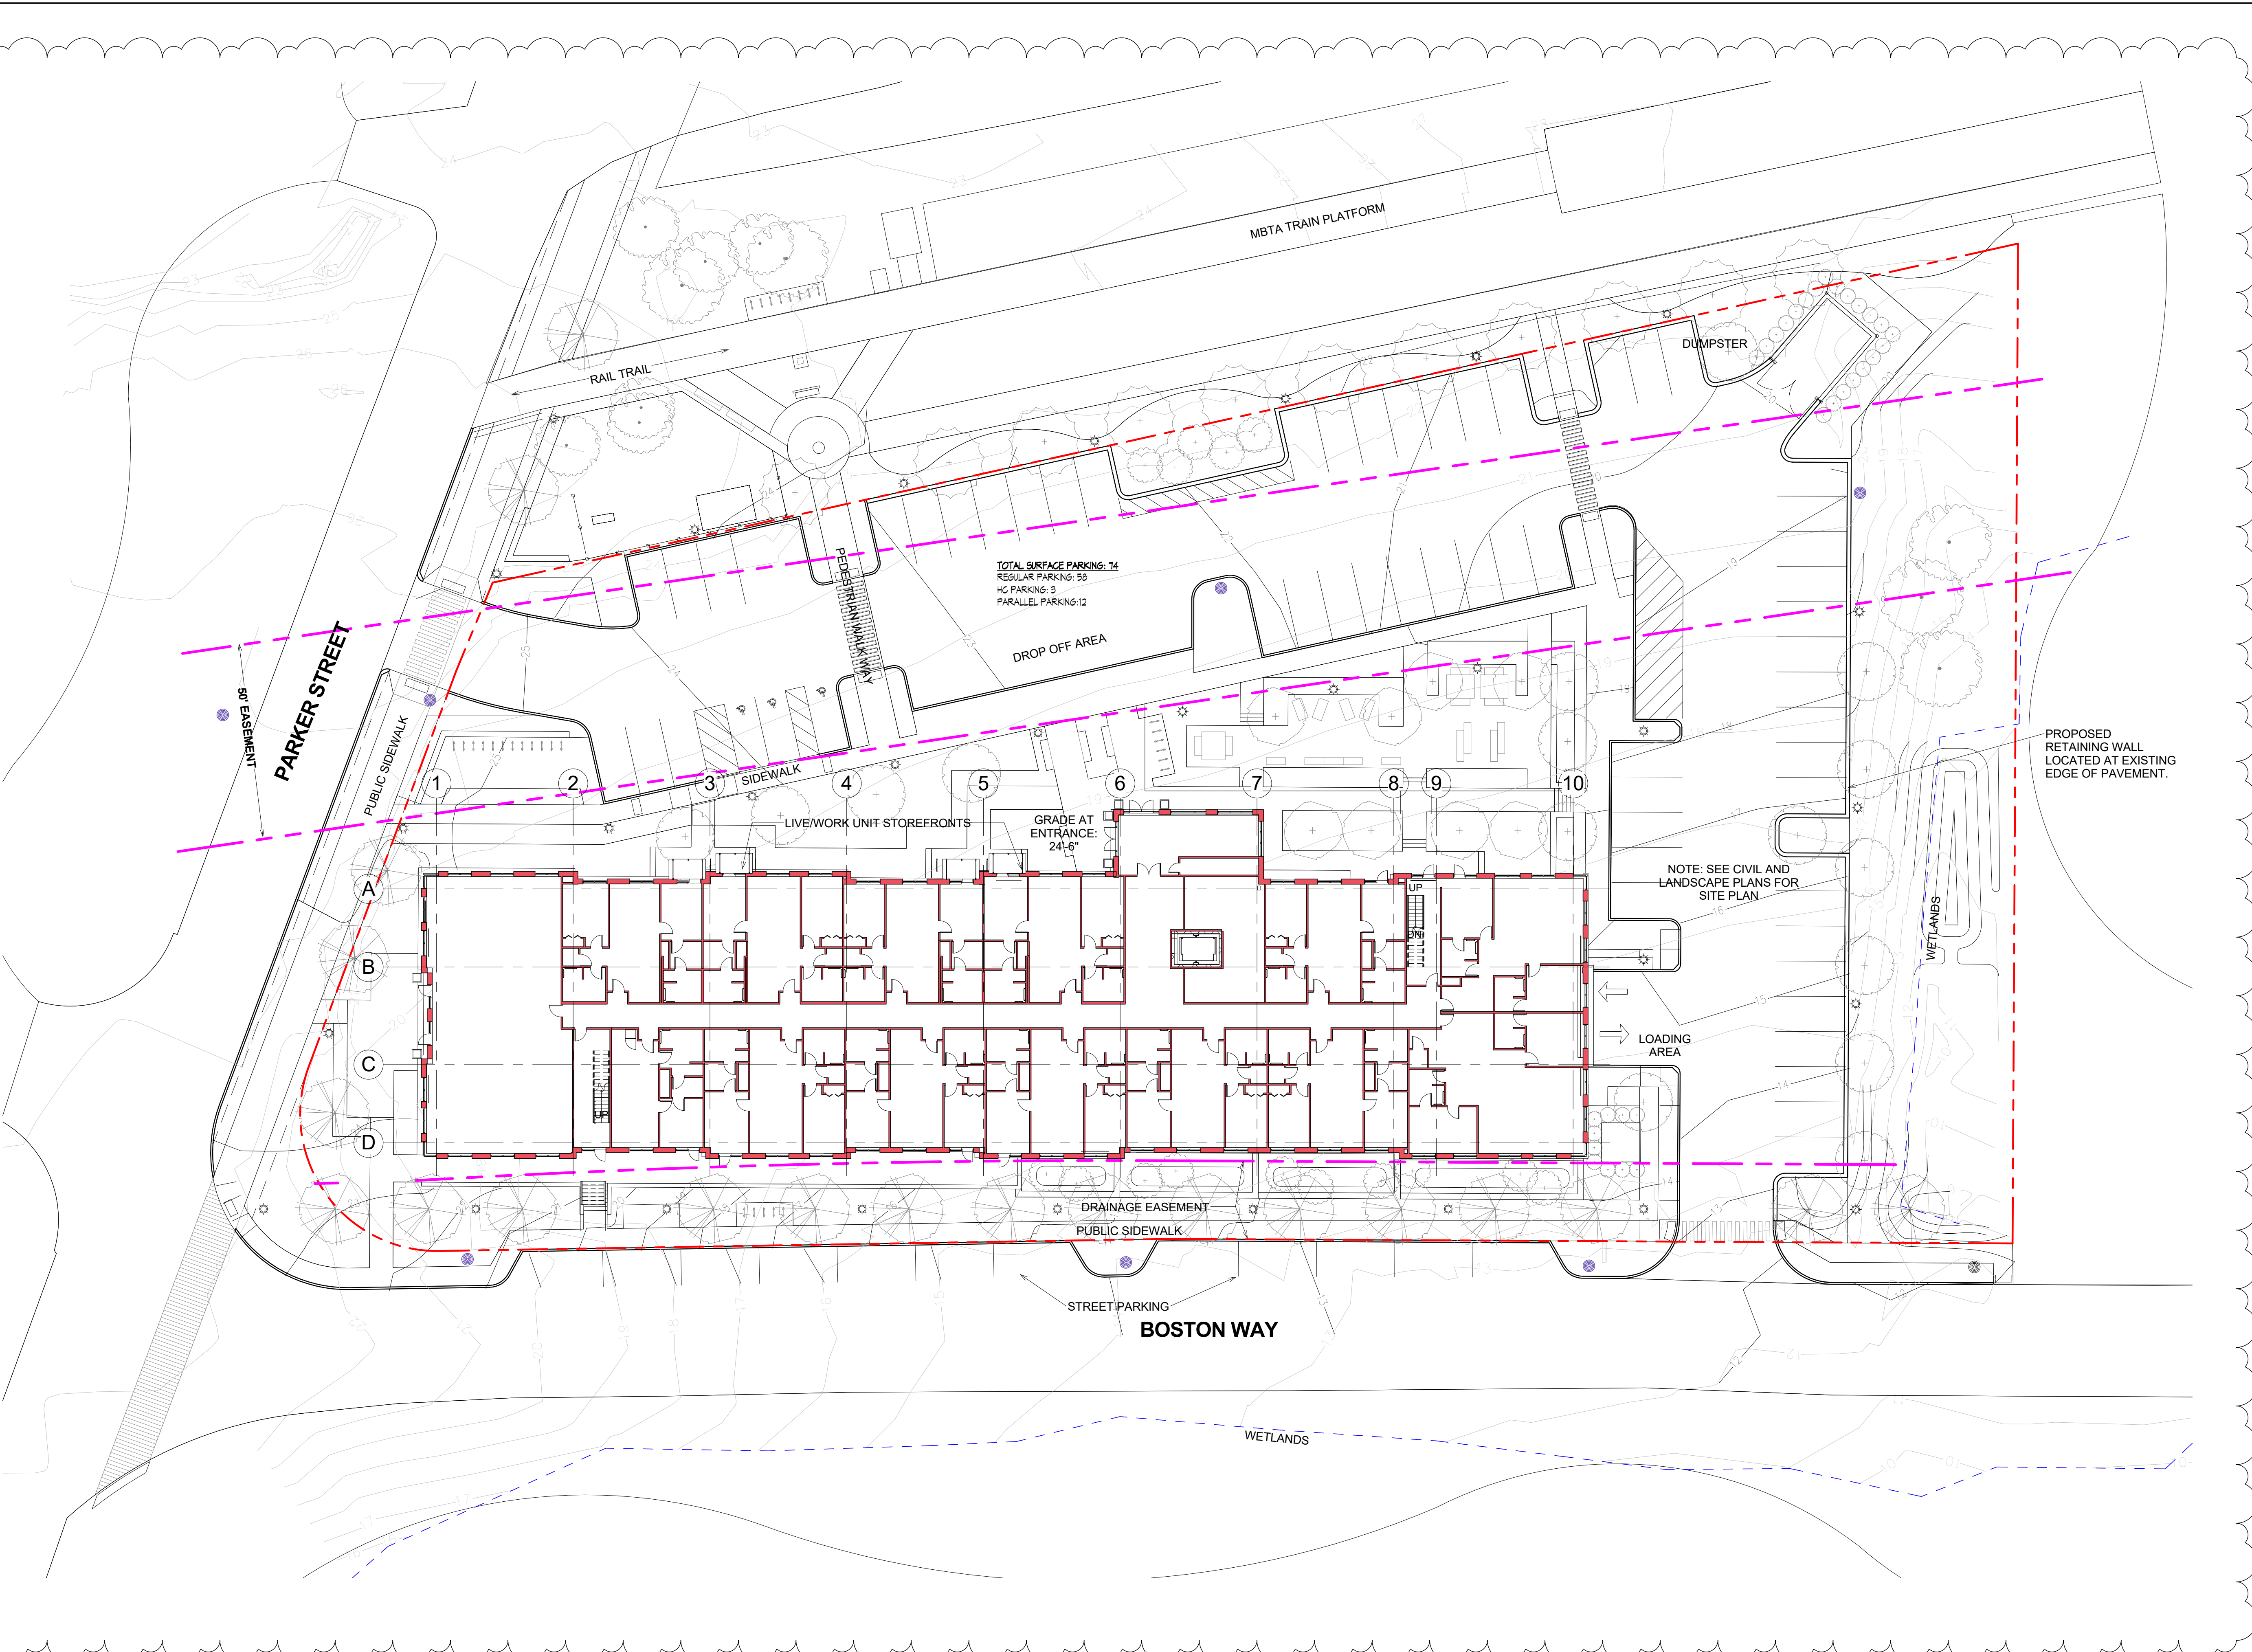 MBTA TRAIN PLATFORM
RAIL TRAIL
DUMPSTER
PEDESTRIAN WALK WAY
TOTAL SURFACE PARKING: 74
REGULAR PARKING: 58
HC PARKING: 3
PARALLEL PARKING:12
DROP OFF AREA
50' EASEMENT
PARKER STREET
PUBLIC SIDEWALK
SIDEWALK
PROPOSED
RETAINING WALL
LOCATED AT EXISTING
EDGE OF PAVEMENT.
1
2
3
4
5
6
7
8
9
10
LIVE/WORK UNIT STOREFRONTS
GRADE AT
ENTRANCE:
24'-6"
NOTE: SEE CIVIL AND
LANDSCAPE PLANS FOR
SITE PLAN
A
UP
DN
B
WETLANDS
LOADING
AREA
C
UP
D
DRAINAGE EASEMENT
PUBLIC SIDEWALK
STREET PARKING
BOSTON WAY
WETLANDS